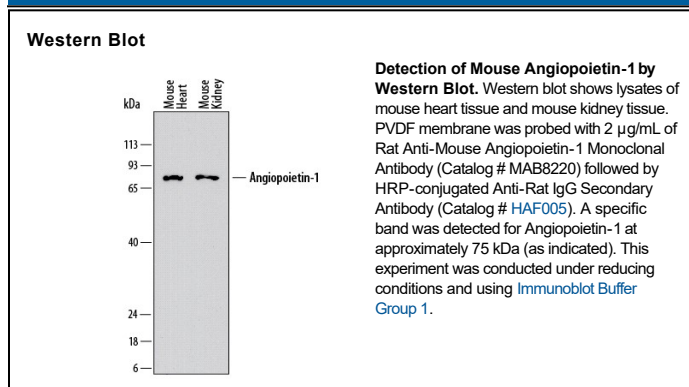 Western Blot
kDa
Mouse
Heart
Mouse
Kidney
113
93
65
40
24
18
6
Angiopoietin-1
Detection of Mouse Angiopoietin-1 by
Western Blot. Western blot shows lysates of
mouse heart tissue and mouse kidney tissue.
PVDF membrane was probed with 2 µg/mL of
Rat Anti-Mouse Angiopoietin-1 Monoclonal
Antibody (Catalog # MAB8220) followed by
HRP-conjugated Anti-Rat IgG Secondary
Antibody (Catalog # HAF005). A specific
band was detected for Angiopoietin-1 at
approximately 75 kDa (as indicated). This
experiment was conducted under reducing
conditions and using Immunoblot Buffer
Group 1.